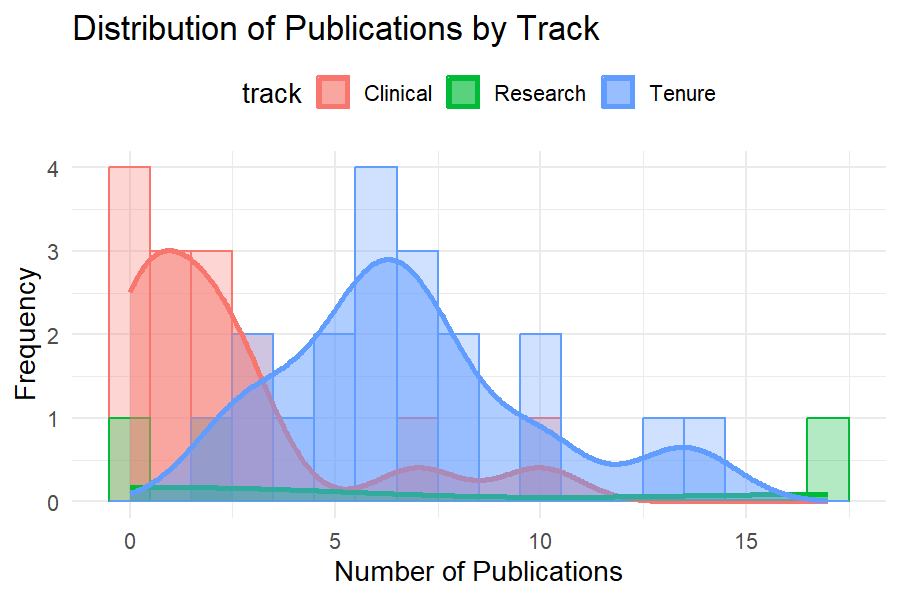 Distribution of Publications by Track
track Clinical Research Tenure
4
3
2
1
0
Frequency
0 5 10 15
Number of Publications